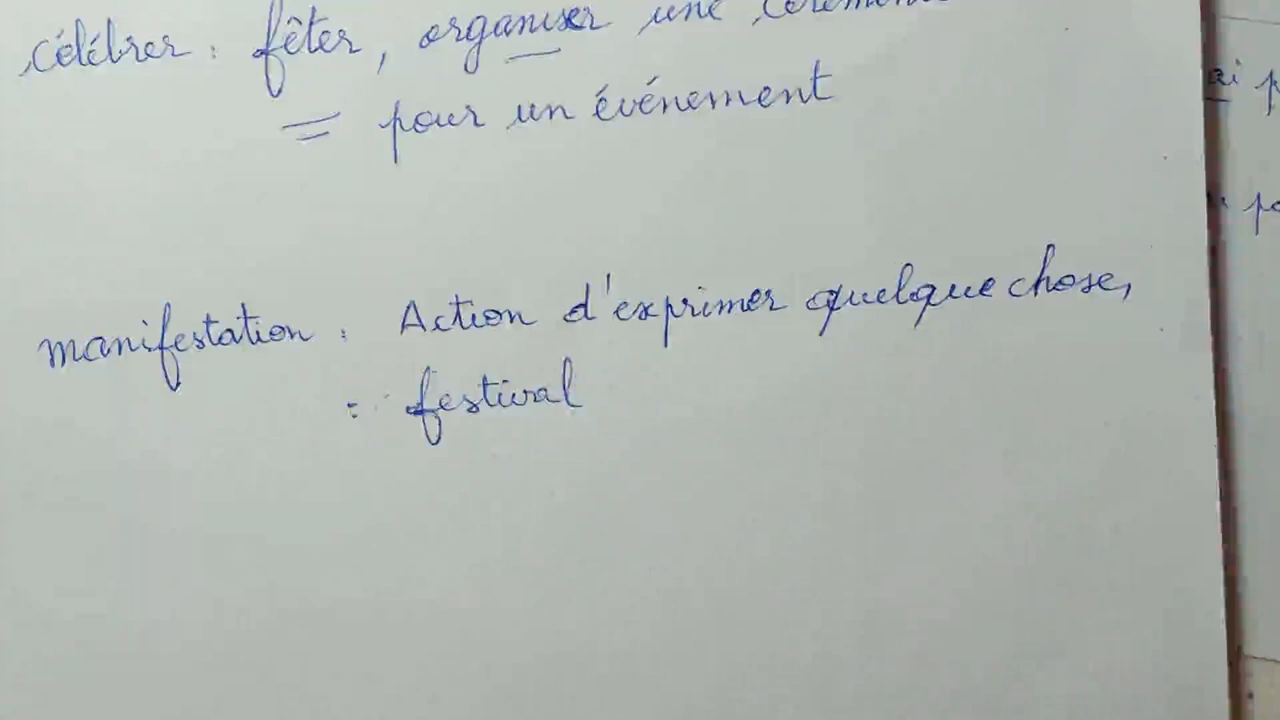 célébrer : fêter, organiser une
= pour un événement
manifestation : Action d'exprimer quelque chose,
: festival